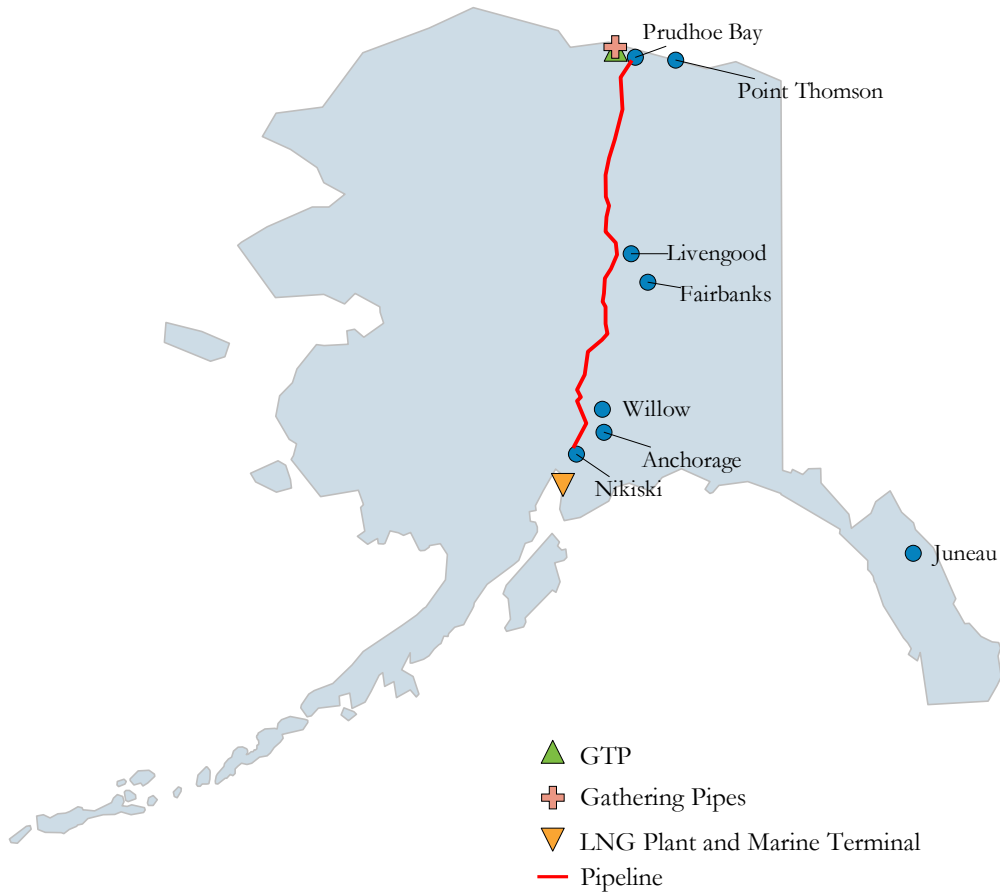 Prudhoe Bay
Point Thomson
Livengood
Fairbanks
Willow
Anchorage
Nikiski
Juneau
GTP
Gathering Pipes
LNG Plant and Marine Terminal
Pipeline